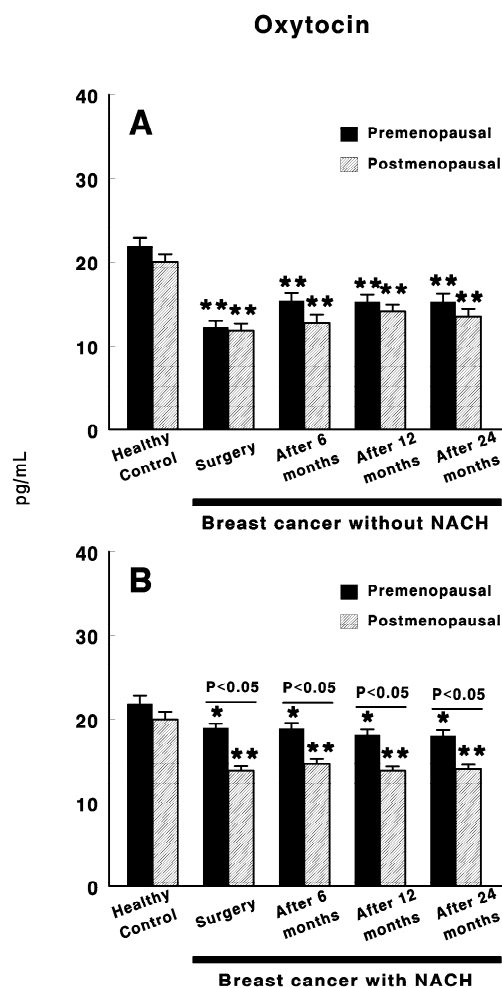 Oxytocin
40
A
Premenopausal
Postmenopausal
30
20
**
**
**
**
**
**
**
**
10
0
Healthy
Control
Surgery
After 6
months
After 12
months
After 24
months
pg/mL
Breast cancer without NACH
40
B
Premenopausal
Postmenopausal
30
P<0.05
P<0.05
P<0.05
P<0.05
20
*
**
*
**
*
**
*
**
10
0
Healthy
Control
Surgery
After 6
months
After 12
months
After 24
months
Breast cancer with NACH